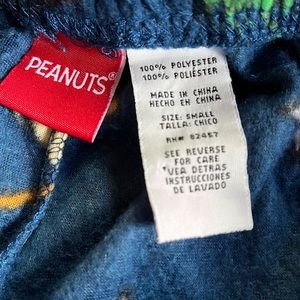 PEANUTS®
100% POLYESTER
100% POLIÉSTER
MADE IN CHINA
HECHO EN CHINA
SIZE: SMALL
TALLA: CHICO
RN# 82457
SEE REVERSE
FOR CARE
VEA DETRAS
INSTRUCCIONES
DE LAVADO